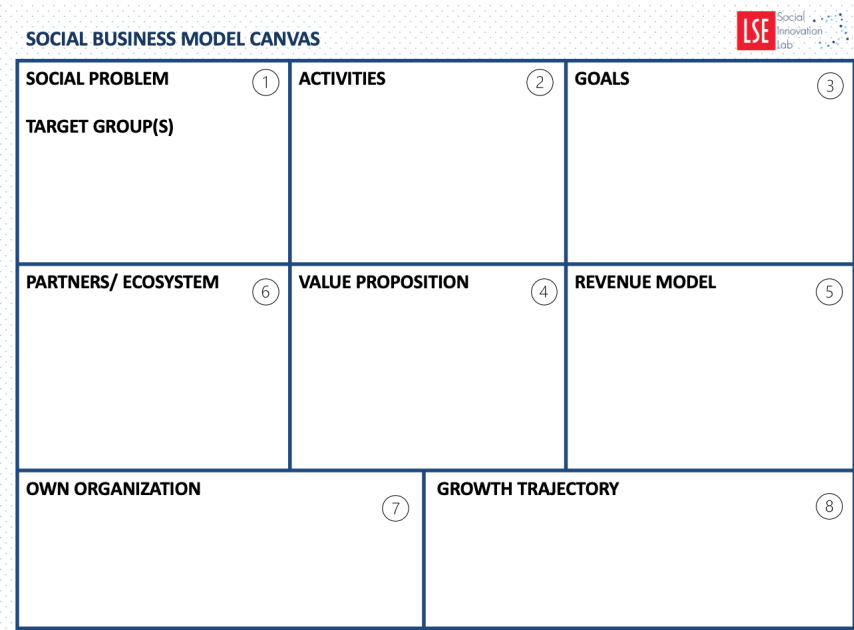 SOCIAL BUSINESS MODEL CANVAS
LSE
Social
Innovation
Lab
SOCIAL PROBLEM
1
TARGET GROUP(S)
ACTIVITIES
2
GOALS
3
PARTNERS/ ECOSYSTEM
6
VALUE PROPOSITION
4
REVENUE MODEL
5
OWN ORGANIZATION
7
GROWTH TRAJECTORY
8